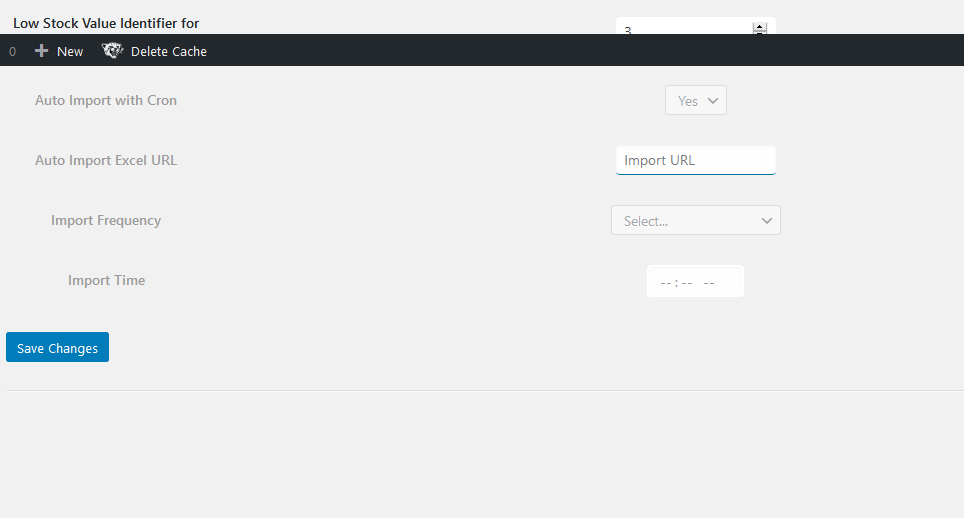 Low Stock Value Identifier for
3
0 New Delete Cache
Auto Import with Cron Yes
Auto Import Excel URL Import URL
Import Frequency Select...
Import Time --:-- --
Save Changes